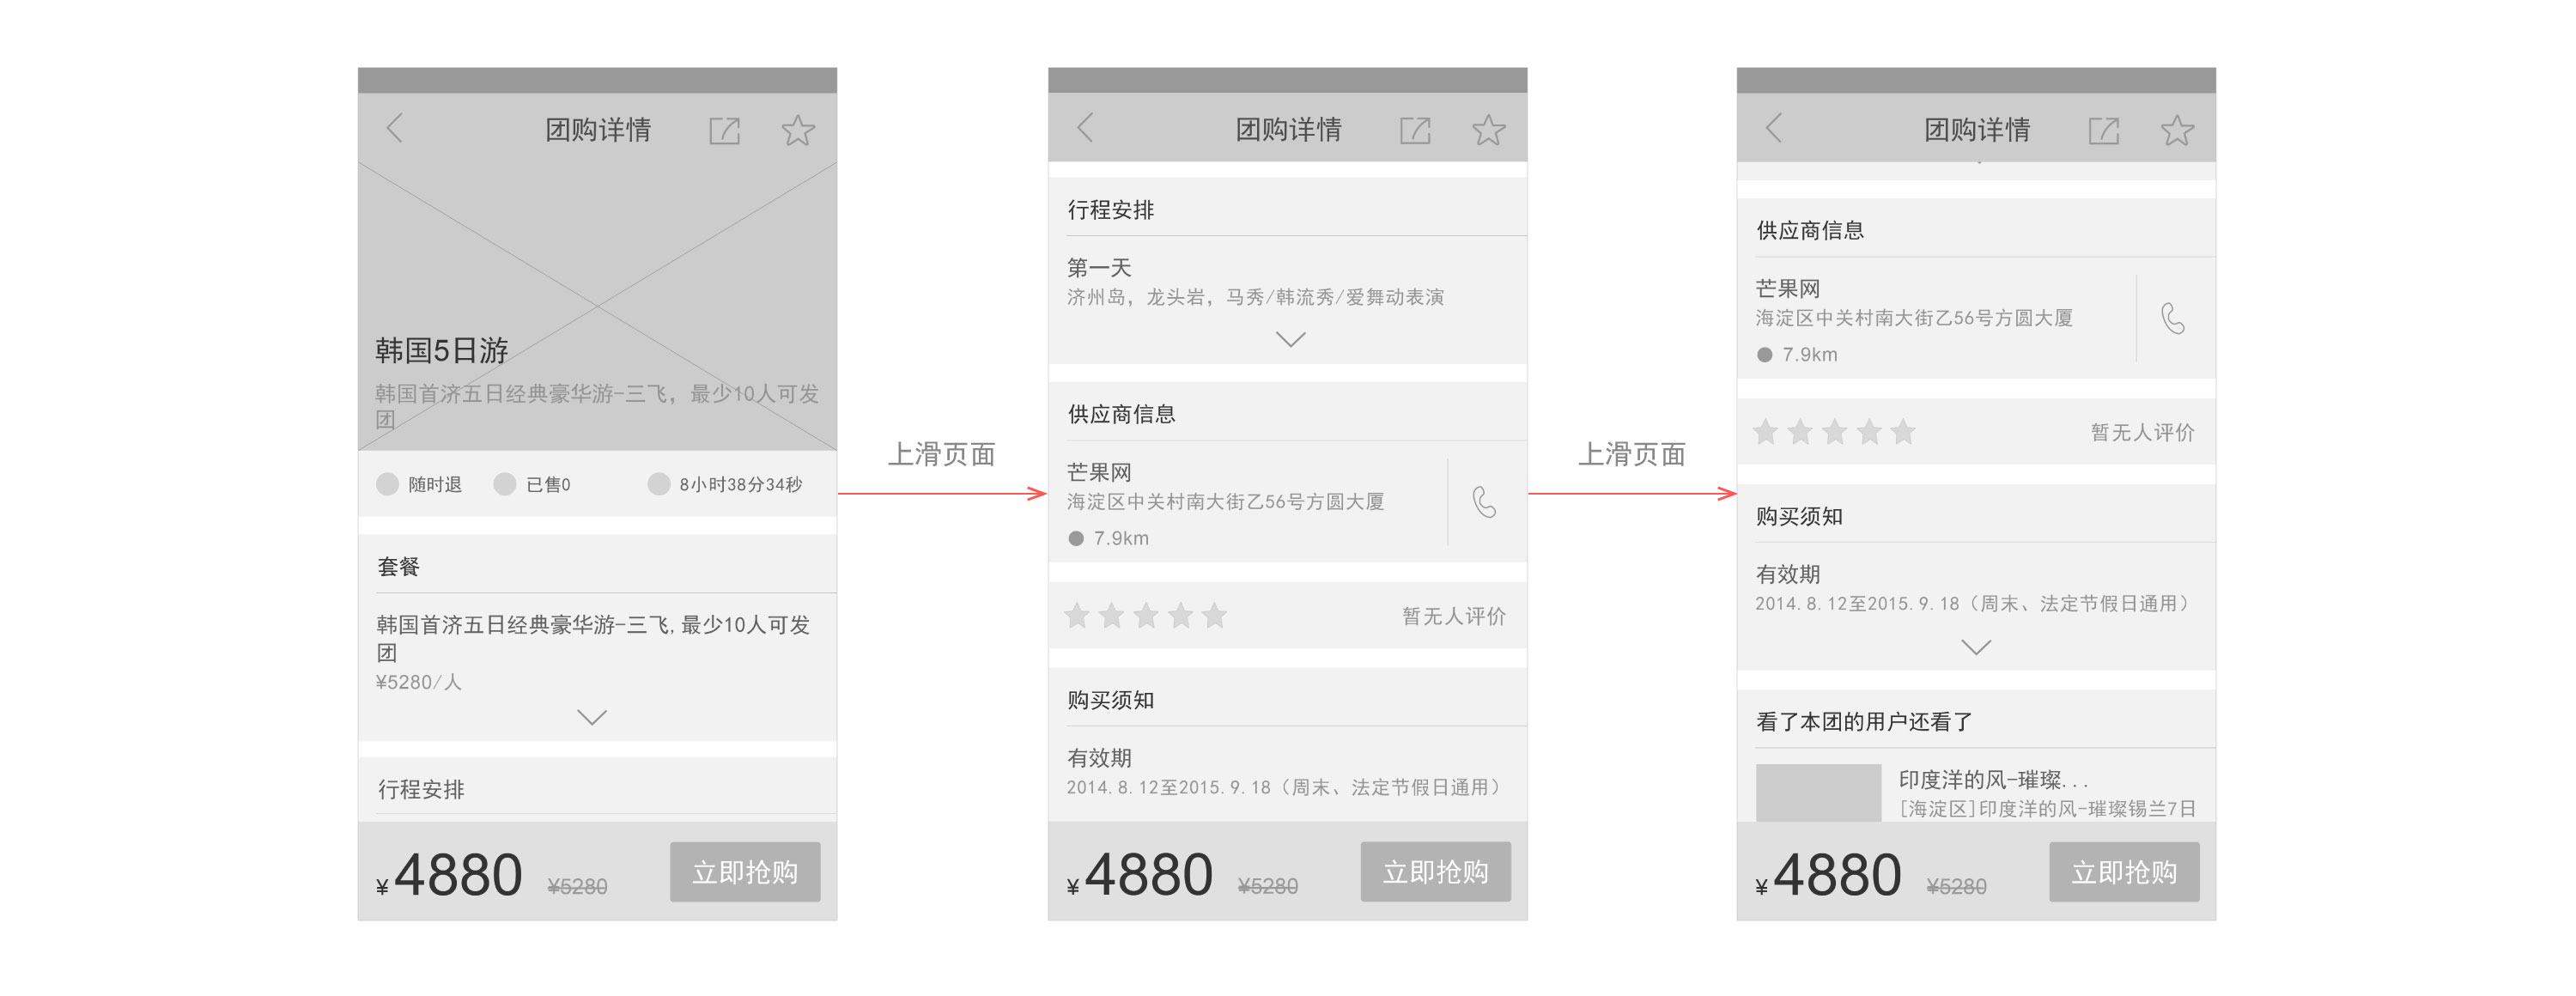 团购详情
韩国5日游
韩国首济五日经典豪华游-三飞，最少10人可发
团
随时退 已售0 8小时38分34秒
套餐
韩国首济五日经典豪华游-三飞,最少10人可发
团
¥5280/人
行程安排
¥4880 ¥5280 立即抢购
上滑页面
团购详情
行程安排
第一天
济州岛，龙头岩，马秀/韩流秀/爱舞动表演
供应商信息
芒果网
海淀区中关村南大街乙56号方圆大厦
7.9km
暂无人评价
购买须知
有效期
2014.8.12至2015.9.18（周末、法定节假日通用）
¥4880 ¥5280 立即抢购
上滑页面
团购详情
供应商信息
芒果网
海淀区中关村南大街乙56号方圆大厦
7.9km
暂无人评价
购买须知
有效期
2014.8.12至2015.9.18（周末、法定节假日通用）
看了本团的用户还看了
印度洋的风-璀璨...
[海淀区]印度洋的风-璀璨锡兰7日
¥4880 ¥5280 立即抢购